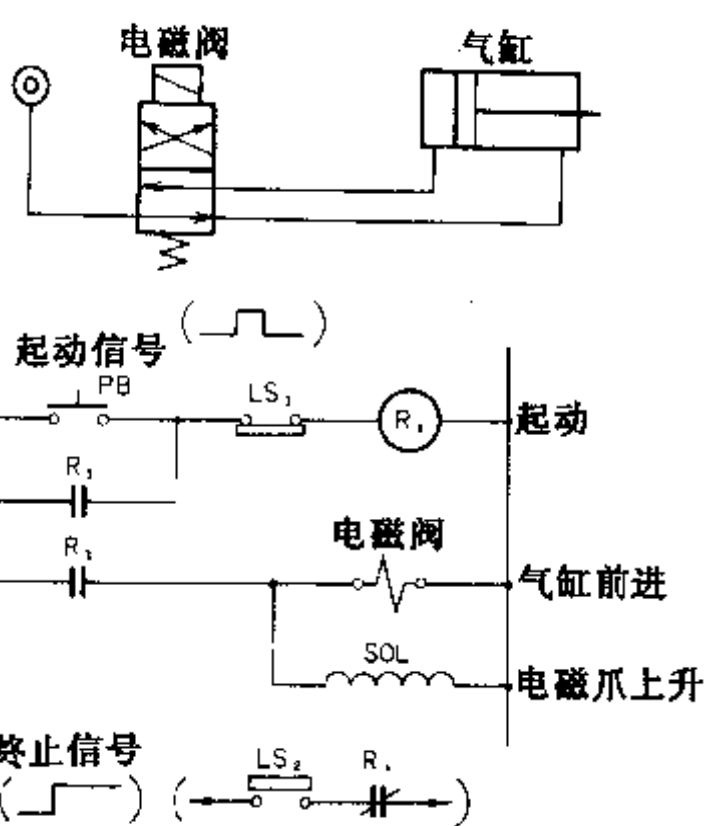 电磁阀 气缸
起动信号
PB LS₁
R₁ 起动
R₁
R₁ 电磁阀
气缸前进
SOL
电磁爪上升
终止信号
LS₂ R₁